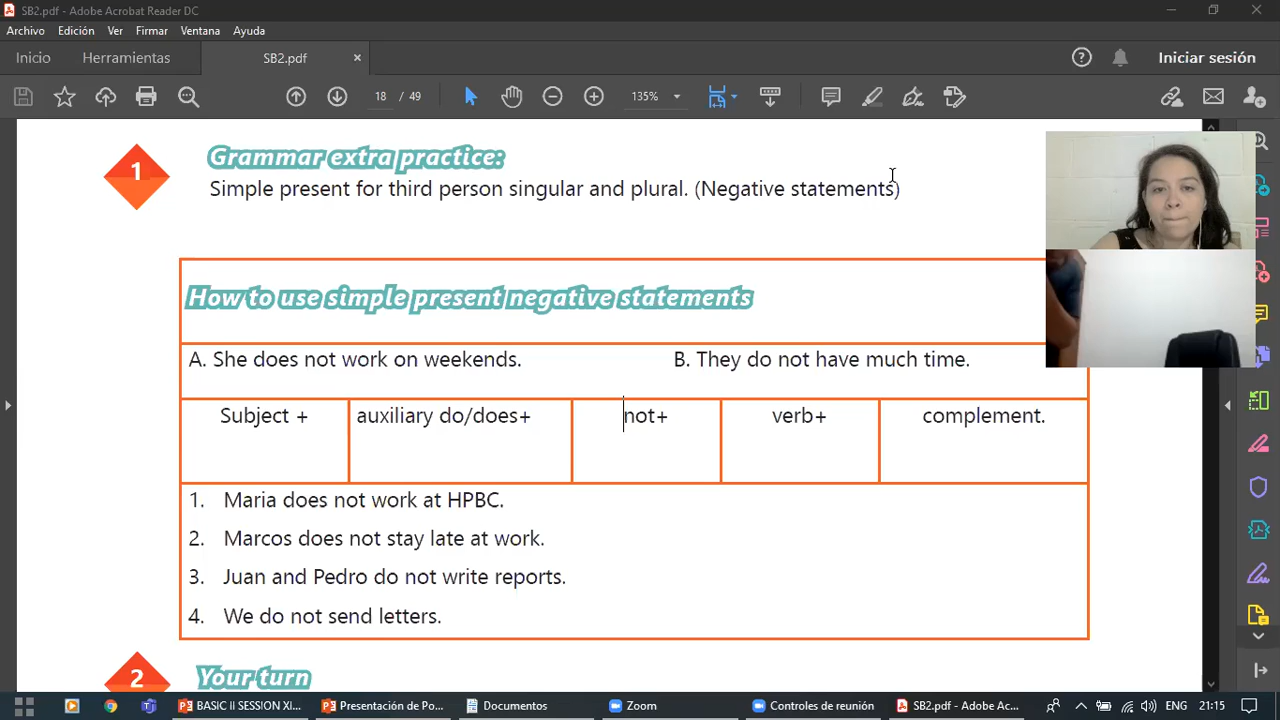 SB2.pdf - Adobe Acrobat Reader DC
Archivo Edición Ver Firmar Ventana Ayuda
Inicio Herramientas SB2.pdf × Iniciar sesión
18 / 49 135%
1 Grammar extra practice:
Simple present for third person singular and plural. (Negative statements)
How to use simple present negative statements
A. She does not work on weekends. B. They do not have much time.
Subject + auxiliary do/does+ not+ verb+ complement.
1. Maria does not work at HPBC.
2. Marcos does not stay late at work.
3. Juan and Pedro do not write reports.
4. We do not send letters.
2 Your turn
BASIC II SESSION XI... Presentación de Po... Documentos Zoom Controles de reunión SB2.pdf - Adobe Ac... ENG 21:15